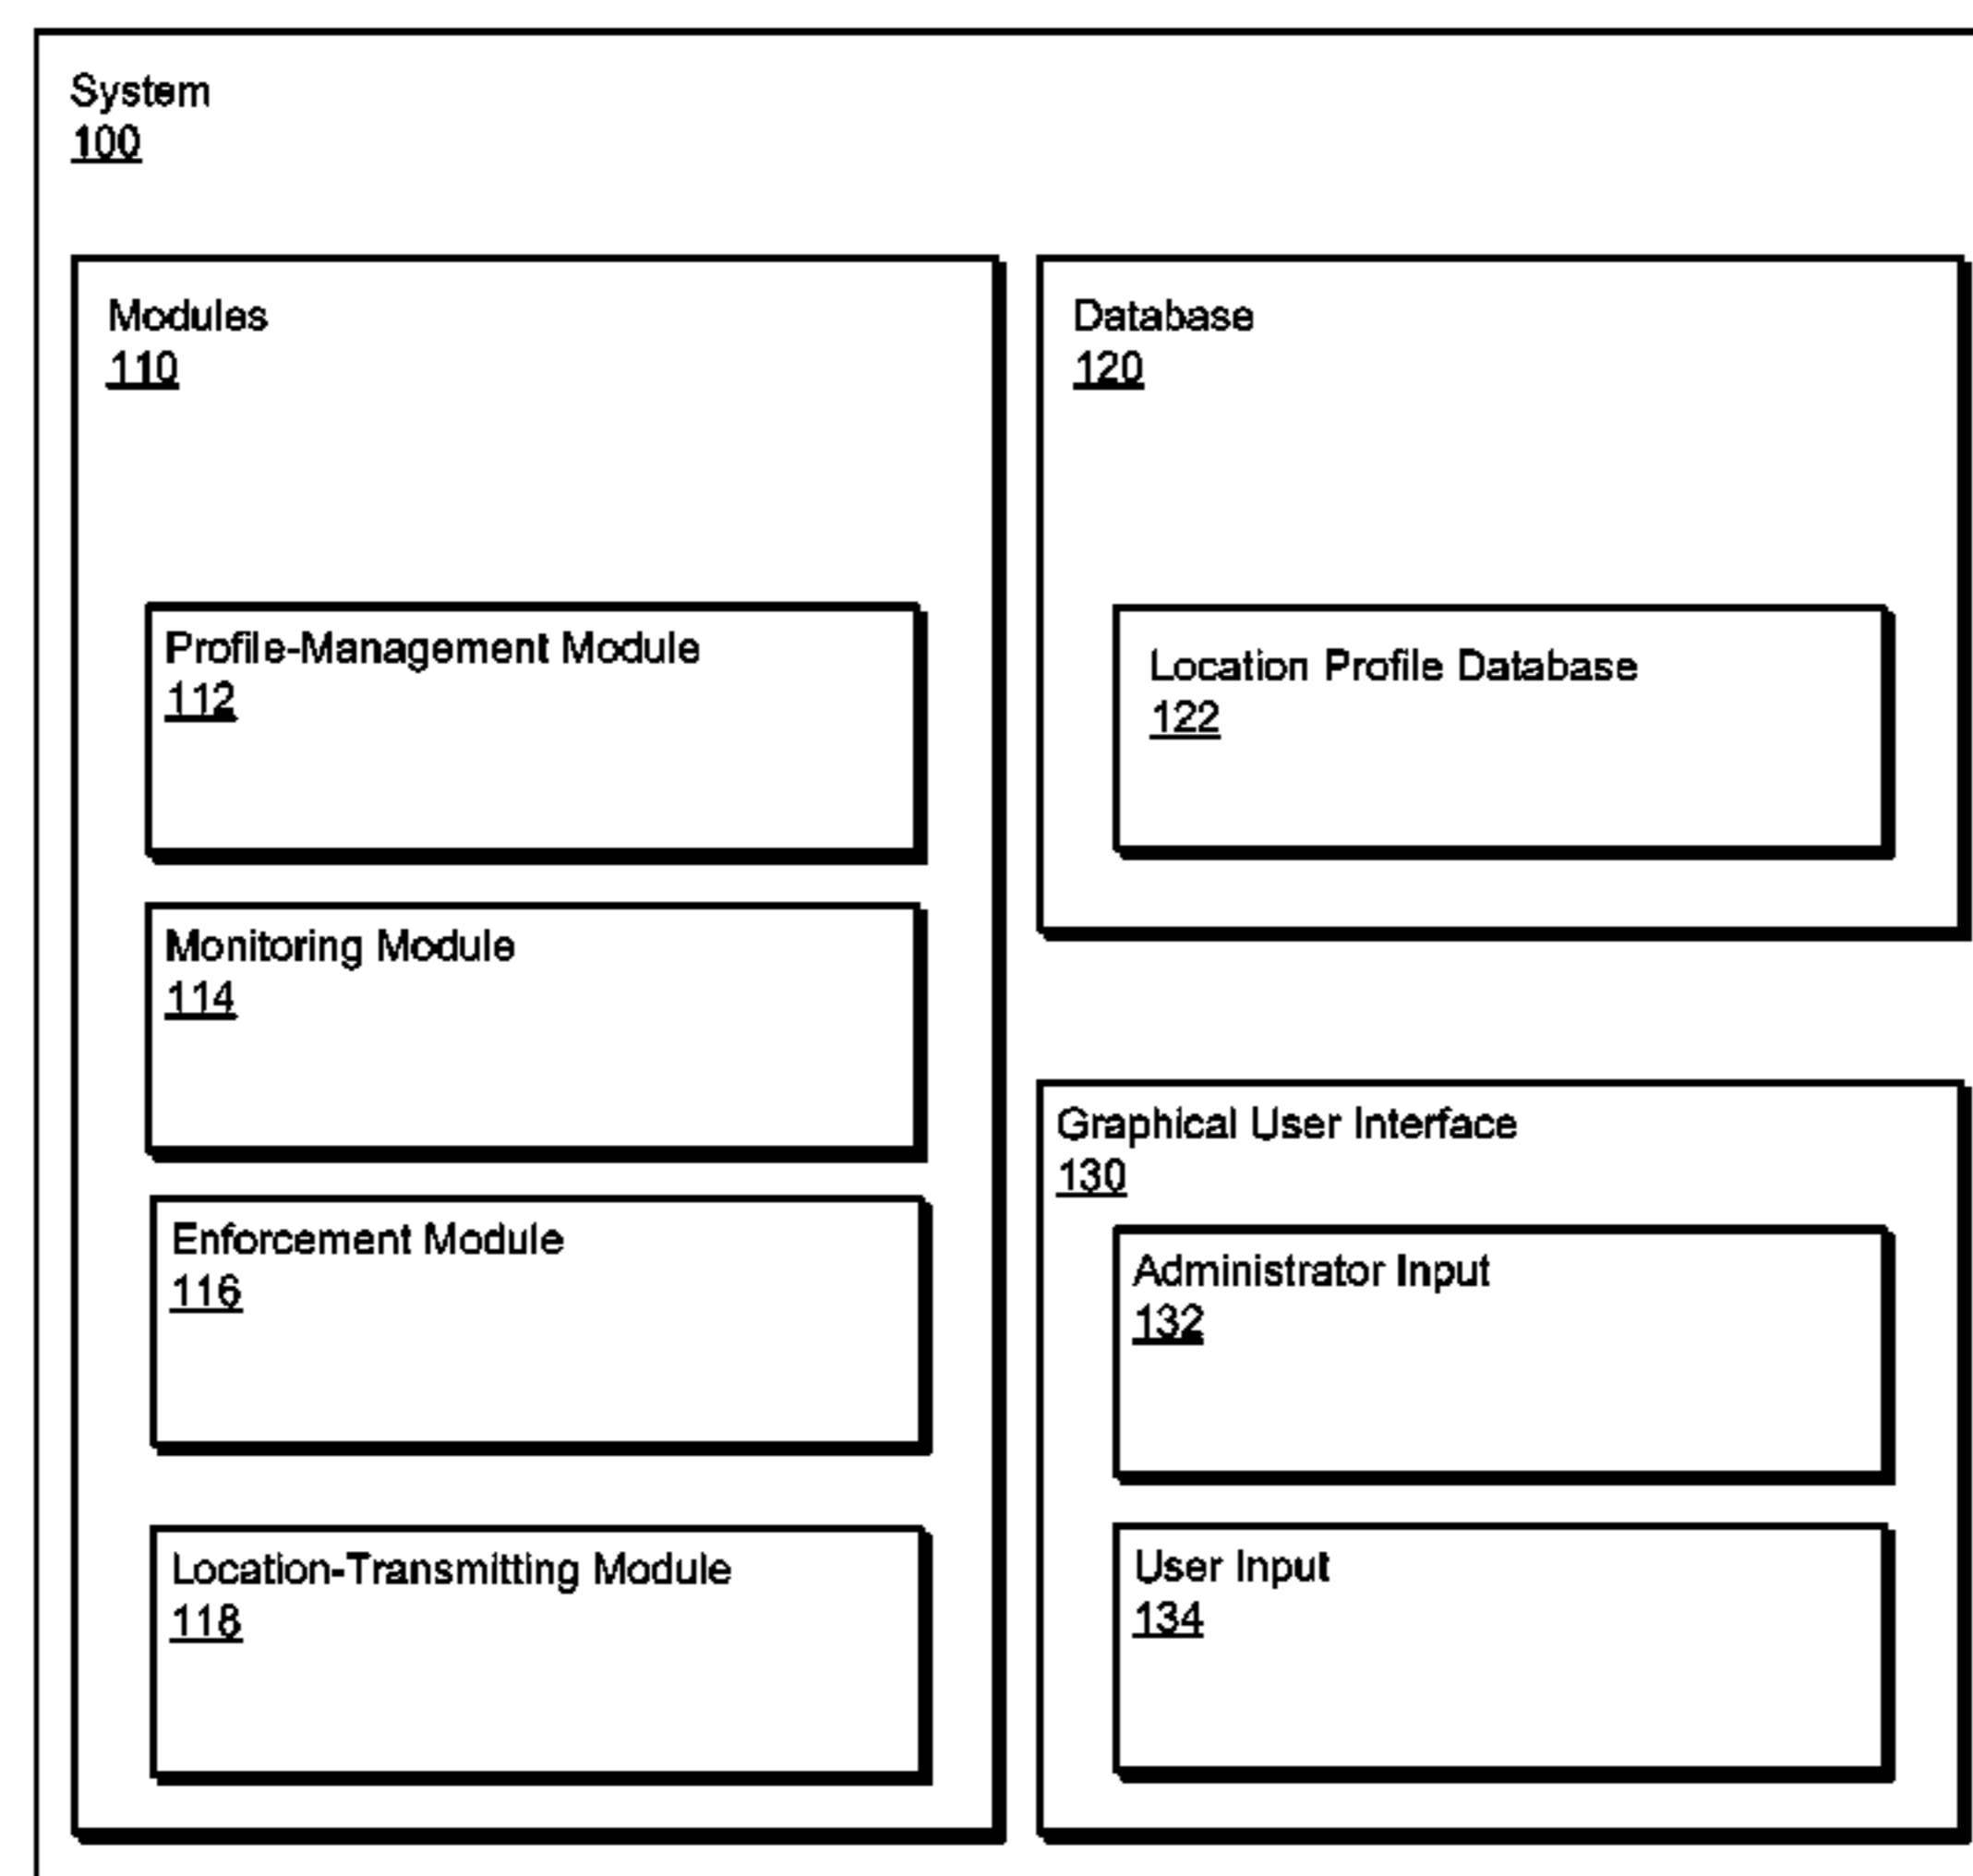 System
100
Modules
110
Profile-Management Module
112
Monitoring Module
114
Enforcement Module
116
Location-Transmitting Module
118
Database
120
Location Profile Database
122
Graphical User Interface
130
Administrator Input
132
User Input
134